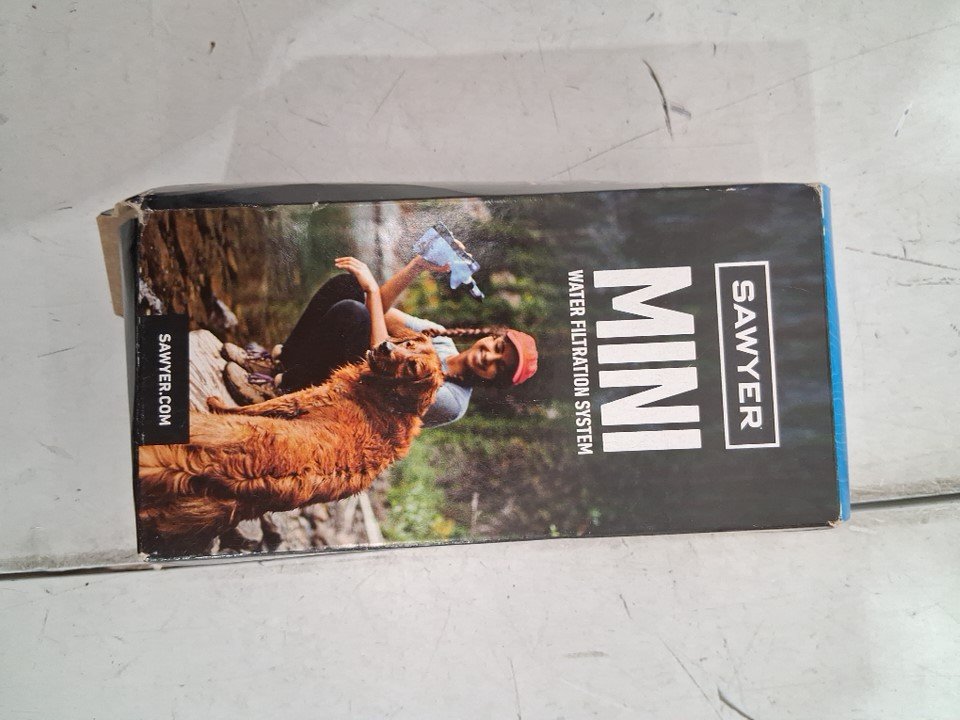 SAWYER
MINI
WATER FILTRATION SYSTEM
SAWYER.COM